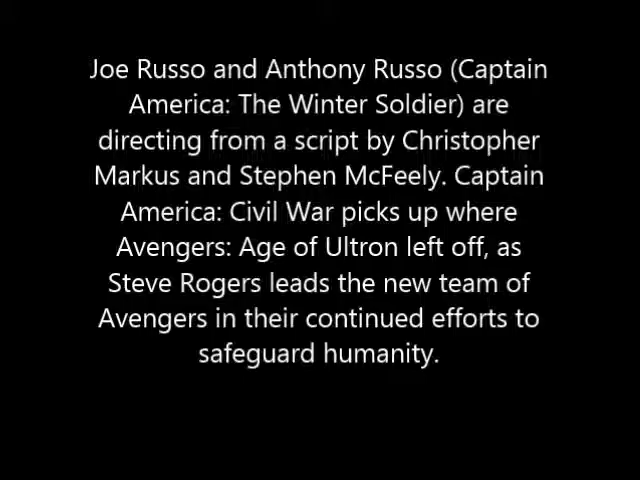 Joe Russo and Anthony Russo (Captain
America: The Winter Soldier) are
directing from a script by Christopher
Markus and Stephen McFeely. Captain
America: Civil War picks up where
Avengers: Age of Ultron left off, as
Steve Rogers leads the new team of
Avengers in their continued efforts to
safeguard humanity.